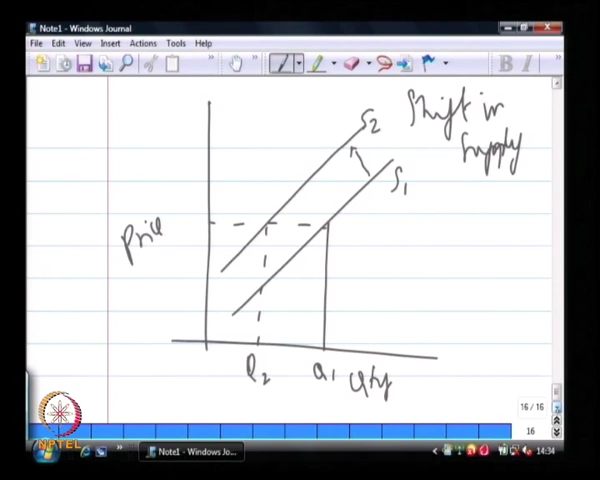 Note1 - Windows Journal
File Edit View Insert Actions Tools Help
B I
Shift in
Supply
S2
S1
Price
Q2
Q1
Qty
16 / 16
16
NPTEL
Note1 - Windows Jo...
14:34